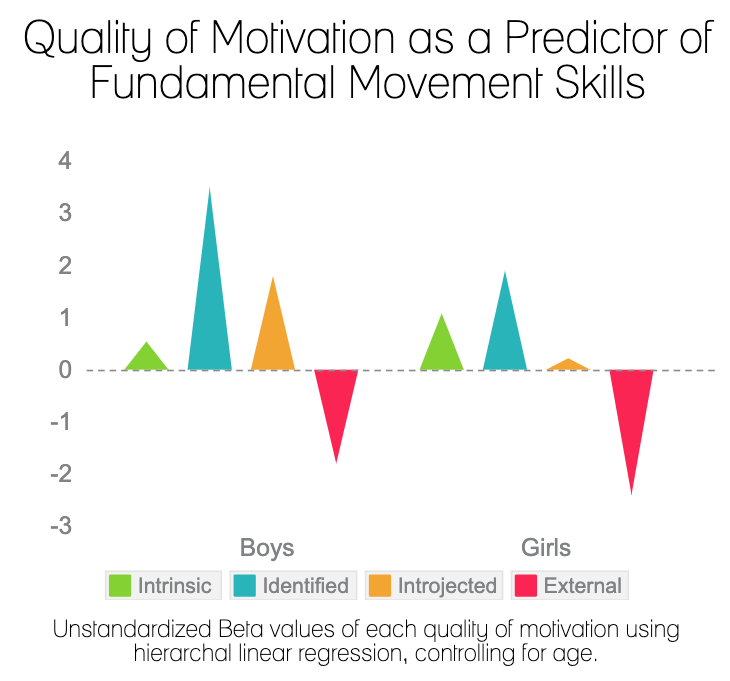 Quality of Motivation as a Predictor of
Fundamental Movement Skills
4
3
2
1
0
-1
-2
-3
Boys Girls
Intrinsic Identified Introjected External
Unstandardized Beta values of each quality of motivation using
hierarchal linear regression, controlling for age.